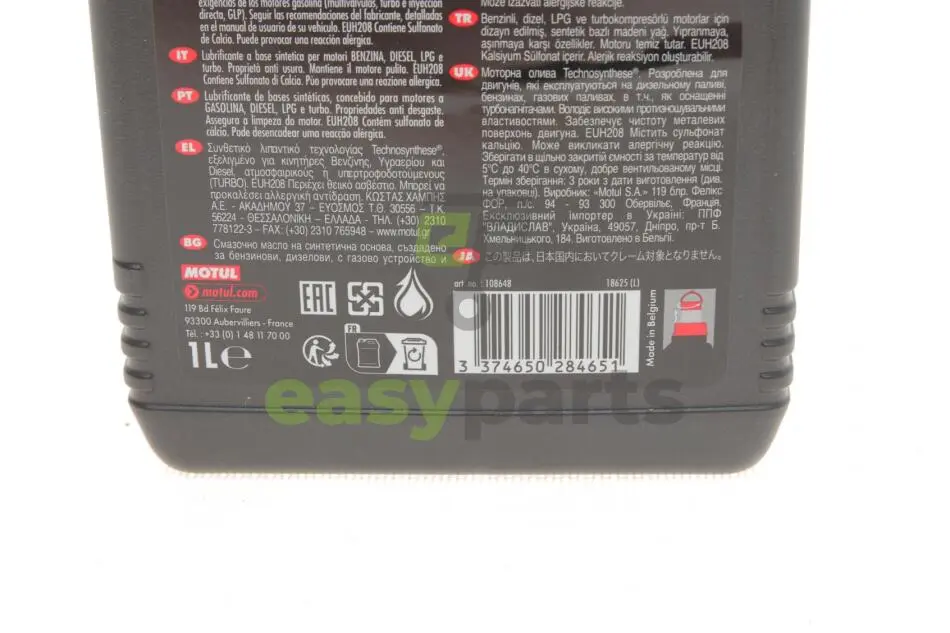 exigencias de los motores gasolina (multiválvulas, turbo e inyección
directa, GLP). Seguir las recomendaciones del fabricante, detalladas
en el manual de usuario de su vehículo. EUH208 Contiene Sulfonato
de Calcio. Puede provocar una reacción alérgica.
IT Lubrificante a base sintetica per motori BENZINA, DIESEL, LPG e
turbo. Proprietà anti usura. Mantiene il motore pulito. EUH208
Contiene Sulfonato di Calcio. Può provocare una reazione allergica.
PT Lubrificante de bases sintéticas, concebido para motores a
GASOLINA, DIESEL, LPG e turbo. Propriedades anti desgaste.
Assegura a limpeza do motor. EUH208 Contém sulfonato de
cálcio. Pode desencadear uma reacção alérgica.
EL Συνθετικό λιπαντικό τεχνολογίας Technosynthese®,
εξελιγμένο για κινητήρες Βενζίνης, Υγραερίου και
Diesel, ατμοσφαιρικούς ή υπερτροφοδοτούμενους
(TURBO). EUH208 Περιέχει θειικό ασβέστιο. Μπορεί να
προκαλέσει αλλεργική αντίδραση. ΚΩΣΤΑΣ ΧΑΜΠΗΣ
Α.Ε. - ΑΚΑΔΗΜΟΥ 37 – ΕΥΟΣΜΟΣ Τ.Θ. 30556 – Τ.Κ.
56224 - ΘΕΣΣΑΛΟΝΙΚΗ – ΕΛΛΑΔΑ - ΤΗΛ. (+30) 2310
778122-3 – FAX: (+30) 2310 765948 – www.motul.gr
BG Смазочно масло на синтетична основа, създадено
за бензинови, дизелови, с газово устройство и
MOTUL
motul.com
119 Bd Félix Faure
93300 Aubervilliers - France
Tél. : +33 (0) 1 48 11 70 00
1L e
EAC
FR
Može izazvati alergijske reakcije.
TR Benzinli, dizel, LPG ve turbokompresörlü motorlar için
dizayn edilmiş, sentetik bazlı madeni yağ. Yıpranmaya,
aşınmaya karşı özellikler. Motoru temiz tutar. EUH208
Kalsiyum Sülfonat içerir. Alerjik reaksiyon oluşturabilir.
UK Моторна олива Technosynthese®. Розроблена для
двигунів, які експлуатуються на дизельному паливі,
бензинах, газових паливах, в т.ч., як оснащенні
турбонагнітачами. Володіє високими протизношувальними
властивостями. Забезпечує чистоту металевих
поверхонь двигуна. EUH208 Містить сульфонат
кальцію. Може викликати алергічну реакцію.
Зберігати в щільно закритій ємності за температур від
5°C до 40°C в сухому, добре вентильованому місці.
Термін зберігання: 3 роки з дати виготовлення (див.
на упаковці). Виробник: «Motul S.A.» 119 блр. Фелікс
ФОР, п/с. 94 - 93 300 Обервільє, Франція.
Ексклюзивний імпортер в Україні: ППФ
"ВЛАДИСЛАВ", Україна, 49057, Дніпро, пр-т Б.
Хмельницького, 184. Виготовлено в Бельгії.
JA この製品は、日本国内においてクレーム対象となりません。
art no. : 108648 18625 (L)
3 374650 284651
Made in Belgium
easyparts